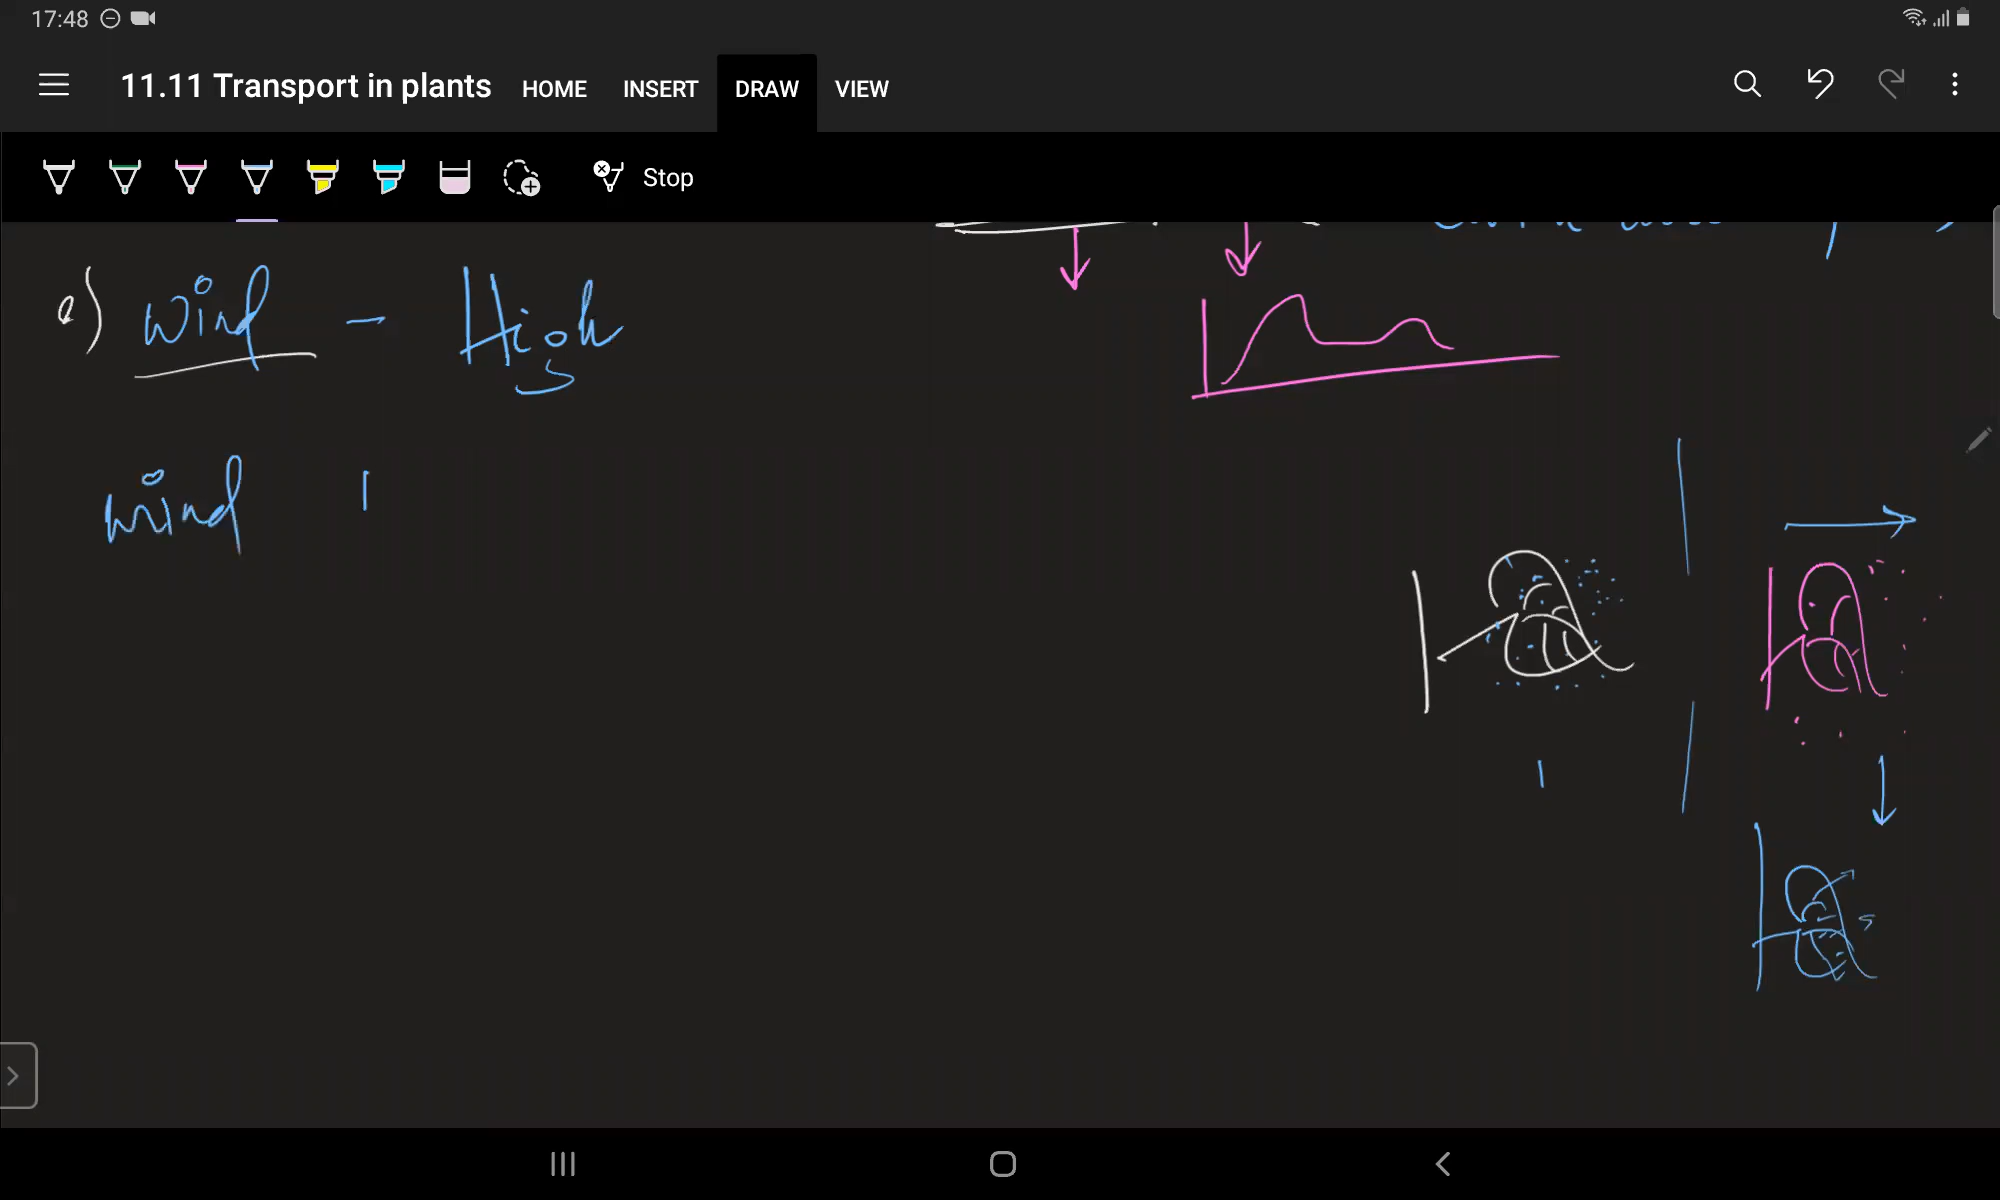 17:48
11.11 Transport in plants HOME INSERT DRAW VIEW
Stop
e) Wind - High
wind